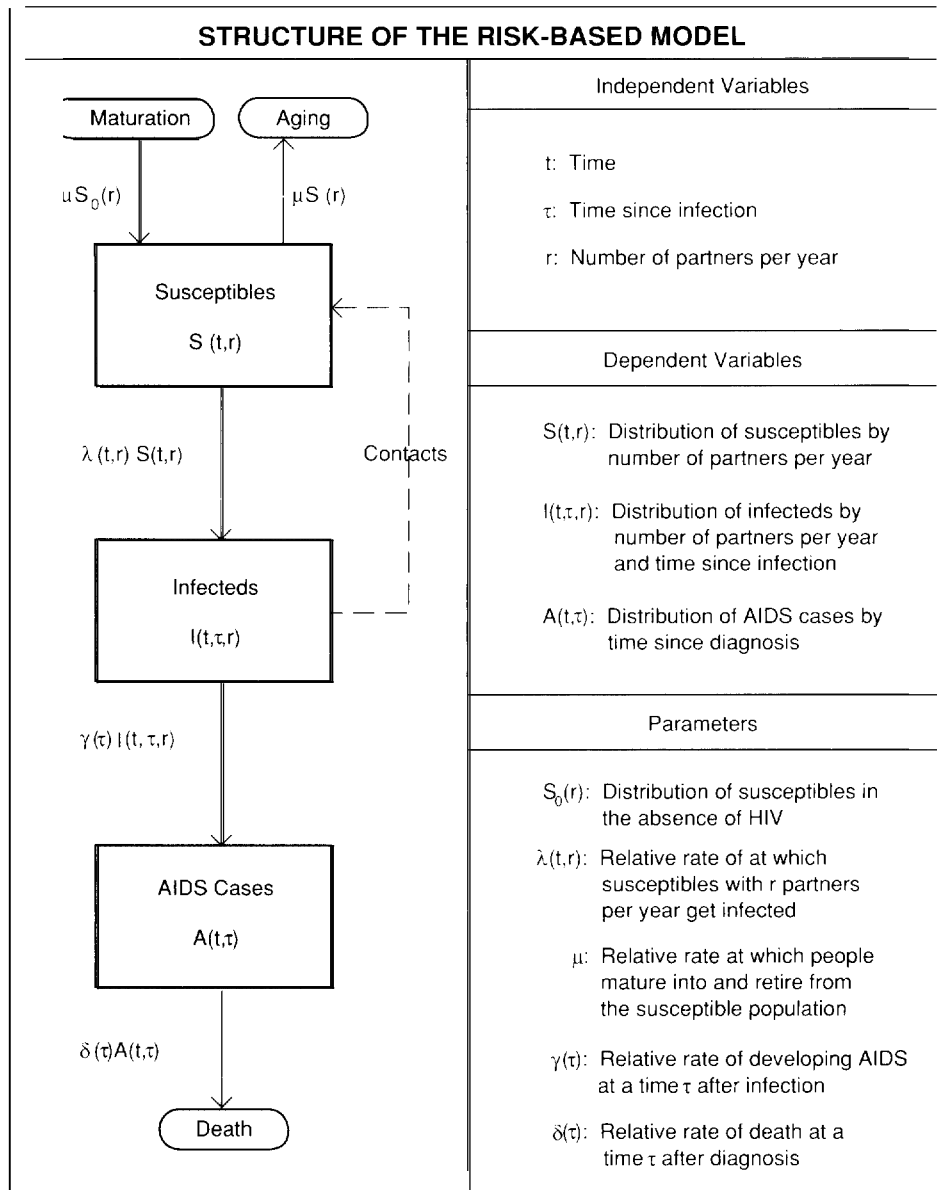 STRUCTURE OF THE RISK-BASED MODEL
Maturation
Aging
μS₀(r)
μS (r)
Susceptibles
S (t,r)
λ(t,r) S(t,r)
Contacts
Infecteds
I(t,τ,r)
γ(τ) I(t, τ,r)
AIDS Cases
A(t,τ)
δ(τ)A(t,τ)
Death
Independent Variables
t: Time
τ: Time since infection
r: Number of partners per year
Dependent Variables
S(t,r): Distribution of susceptibles by
number of partners per year
I(t,τ,r): Distribution of infecteds by
number of partners per year
and time since infection
A(t,τ): Distribution of AIDS cases by
time since diagnosis
Parameters
S₀(r): Distribution of susceptibles in
the absence of HIV
λ(t,r): Relative rate of at which
susceptibles with r partners
per year get infected
μ: Relative rate at which people
mature into and retire from
the susceptible population
γ(τ): Relative rate of developing AIDS
at a time τ after infection
δ(τ): Relative rate of death at a
time τ after diagnosis